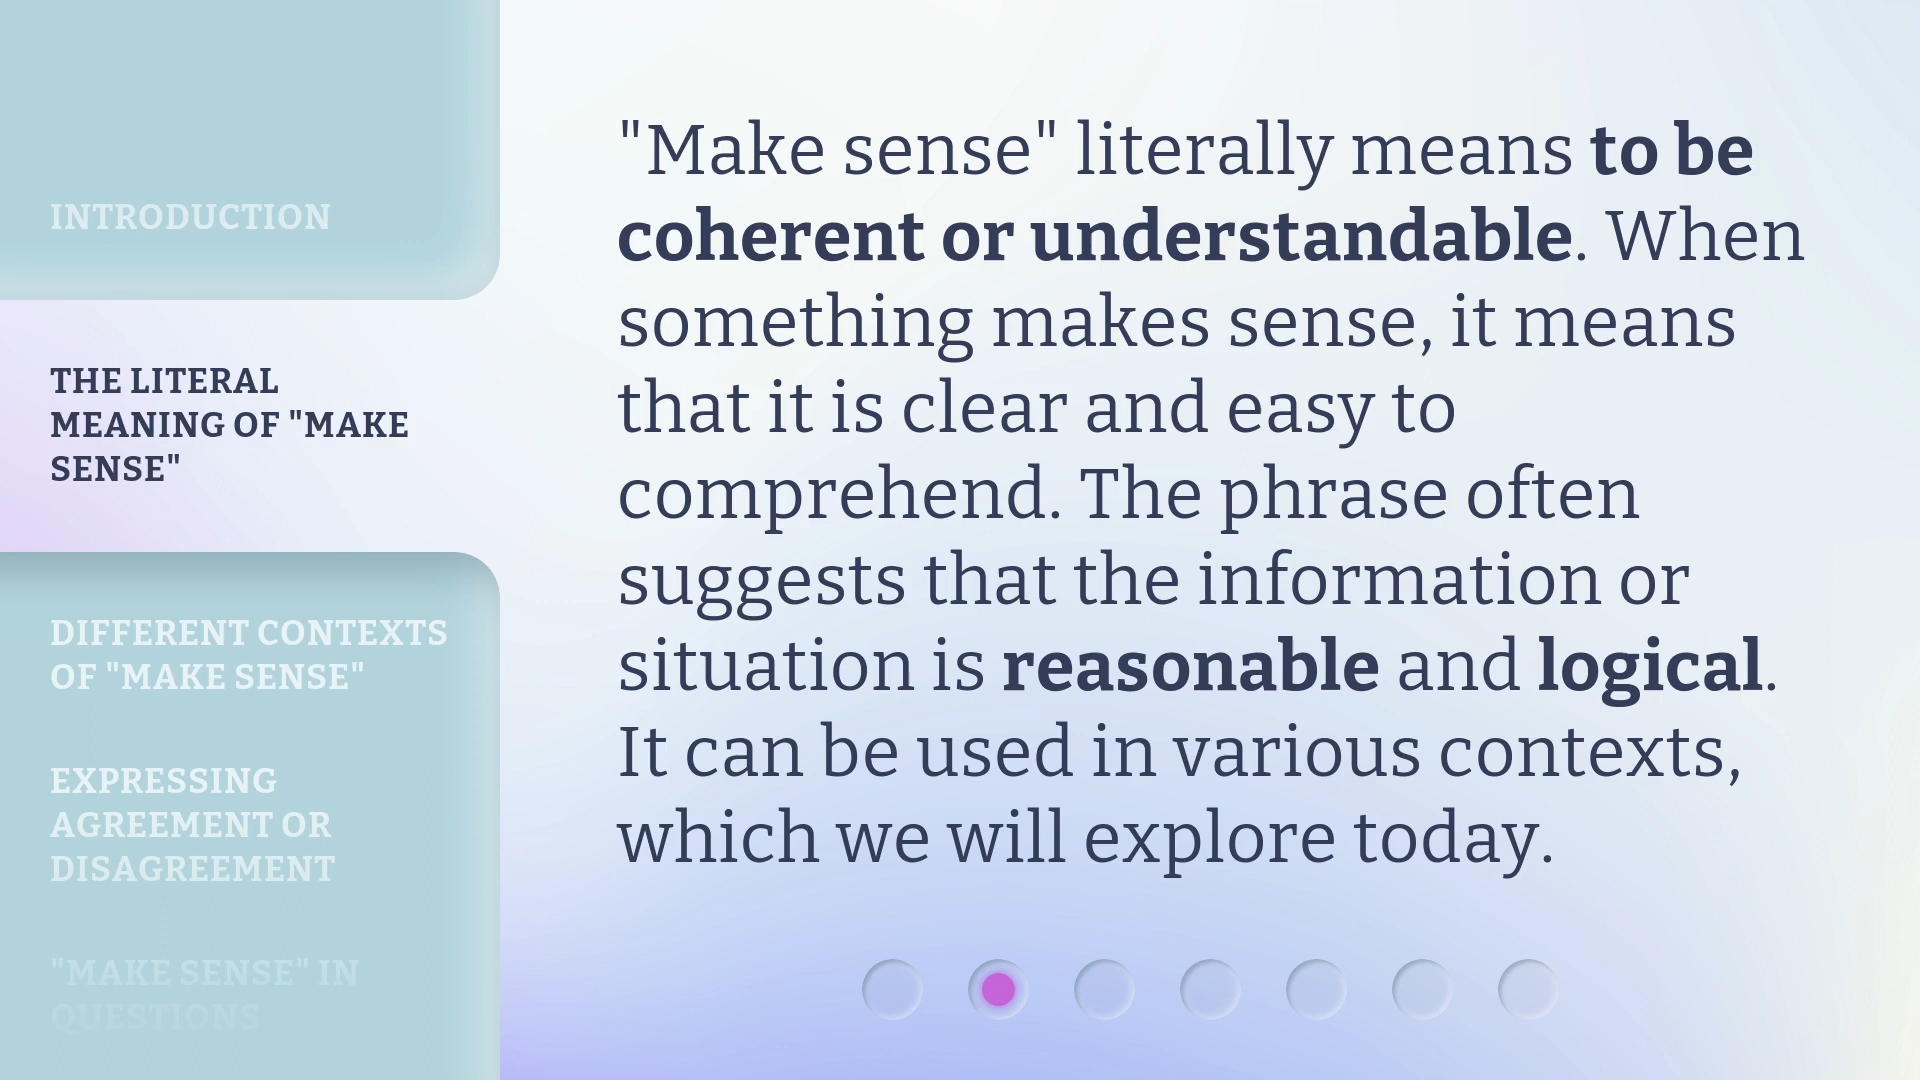 INTRODUCTION
THE LITERAL
MEANING OF "MAKE
SENSE"
DIFFERENT CONTEXTS
OF "MAKE SENSE"
EXPRESSING
AGREEMENT OR
DISAGREEMENT
"MAKE SENSE" IN
QUESTIONS
"Make sense" literally means to be
coherent or understandable. When
something makes sense, it means
that it is clear and easy to
comprehend. The phrase often
suggests that the information or
situation is reasonable and logical.
It can be used in various contexts,
which we will explore today.